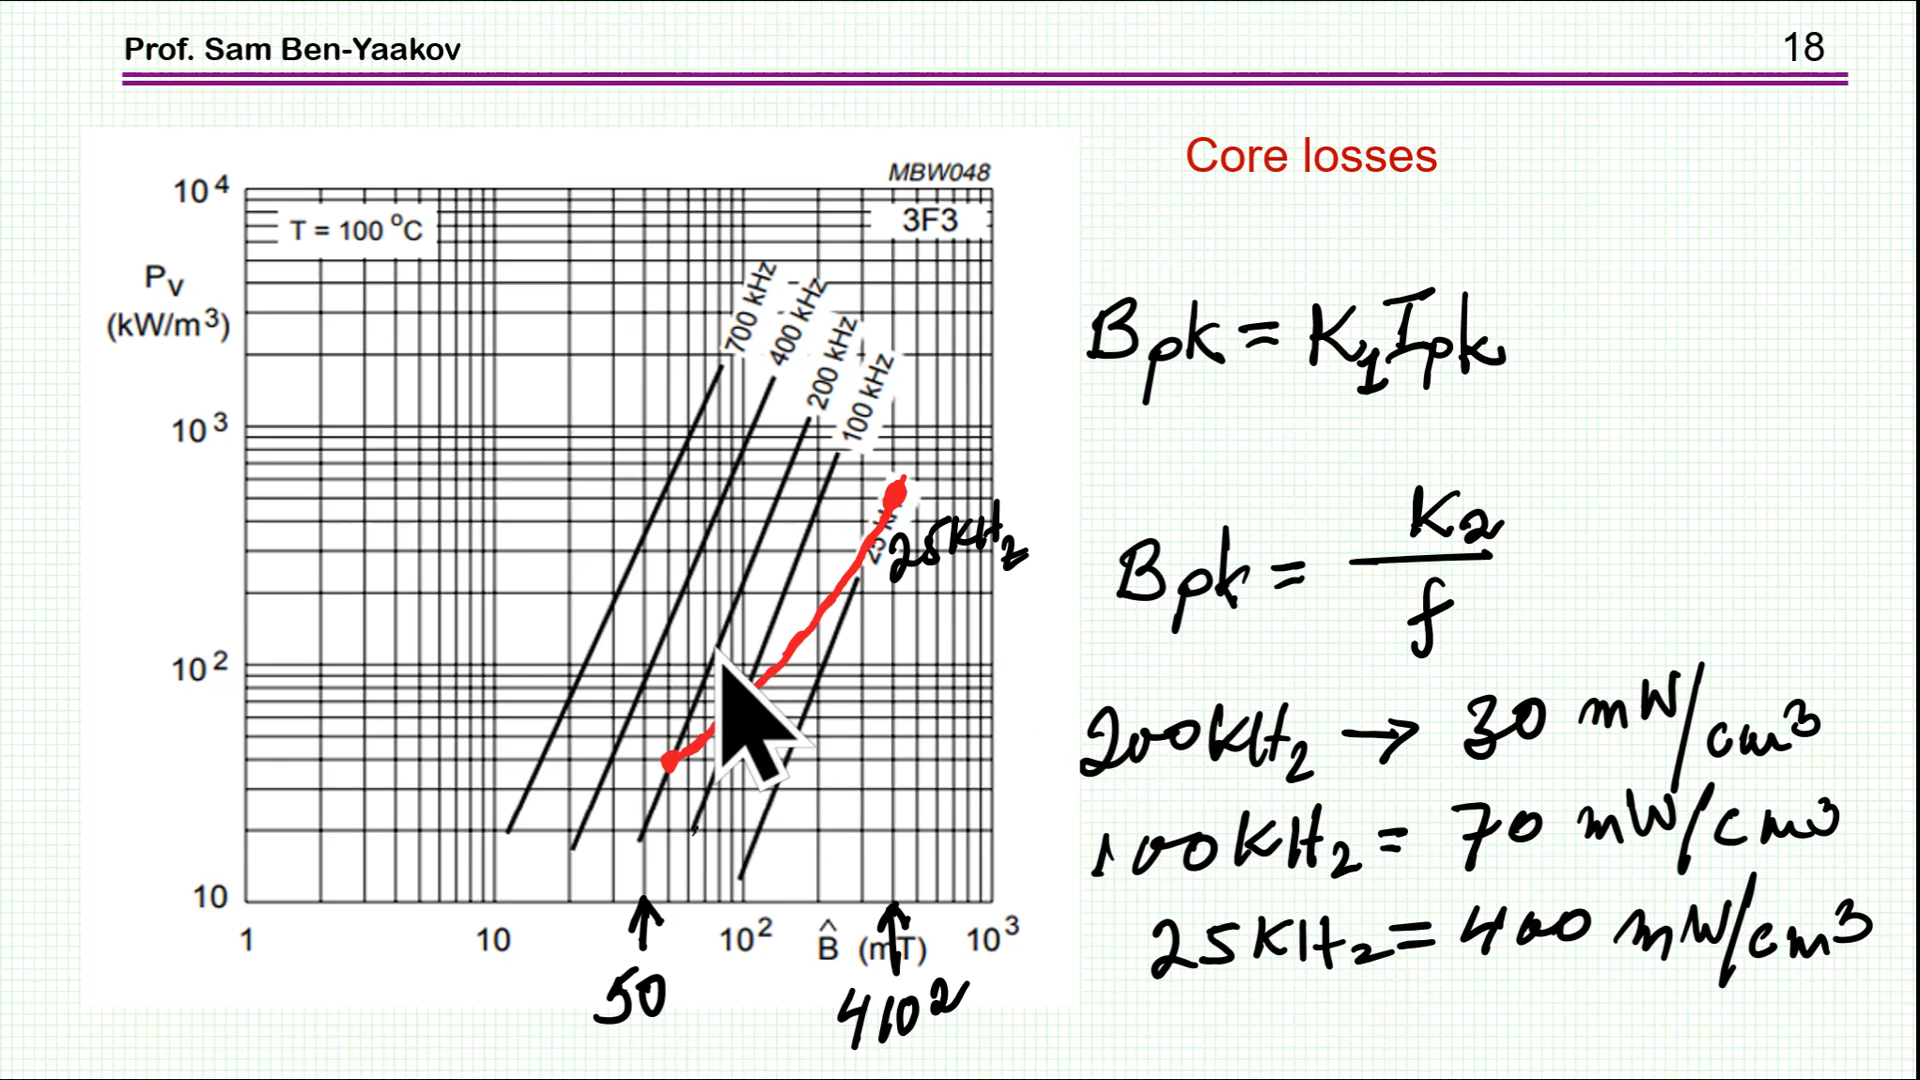 Prof. Sam Ben-Yaakov
18
Core losses
MBW048
10⁴
T = 100 °C
3F3
Pᵥ
(kW/m³)
700 kHz
400 kHz
200 kHz
100 kHz
10³
25 kHz
10²
10
1
10
10²
B̂ (mT)
10³
50
410²
Bpk = K₁Ipk
Bpk = K₂/f
200KHz → 30 mW/cm³
100KHz = 70 mW/cm³
25KHz = 400 mW/cm³